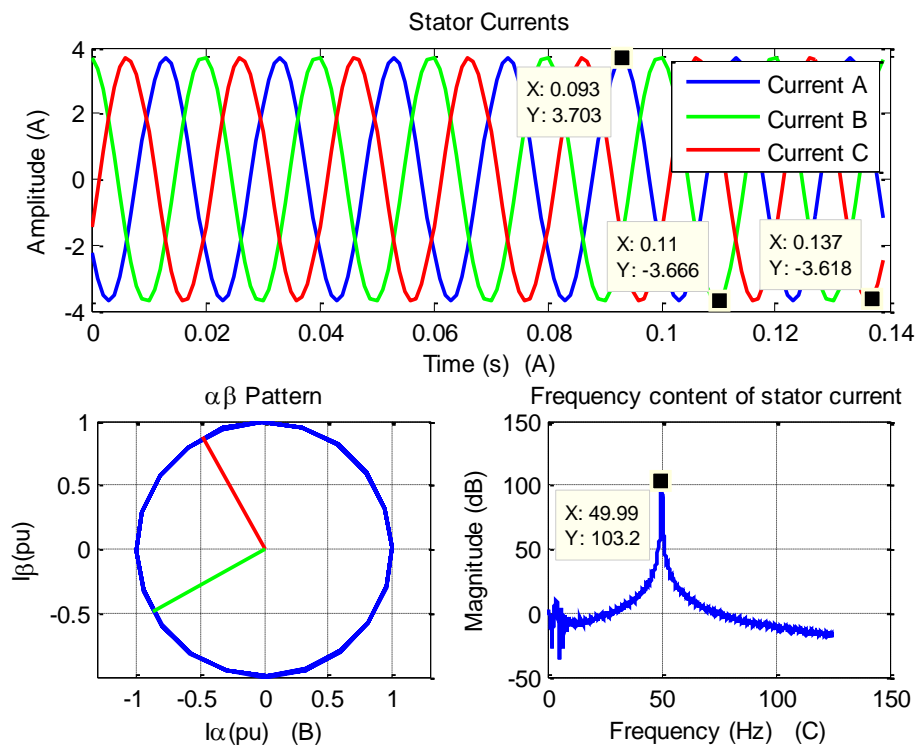 Stator Currents
4
2
0
-2
-4
Amplitude (A)
X: 0.093
Y: 3.703
Current A
Current B
Current C
X: 0.11
Y: -3.666
X: 0.137
Y: -3.618
0
0.02
0.04
0.06
0.08
0.1
0.12
0.14
Time (s) (A)
αβ Pattern
1
0.5
0
-0.5
Iβ(pu)
-1
-0.5
0
0.5
1
Iα(pu) (B)
Frequency content of stator current
150
100
50
0
-50
Magnitude (dB)
X: 49.99
Y: 103.2
0
50
100
150
Frequency (Hz) (C)